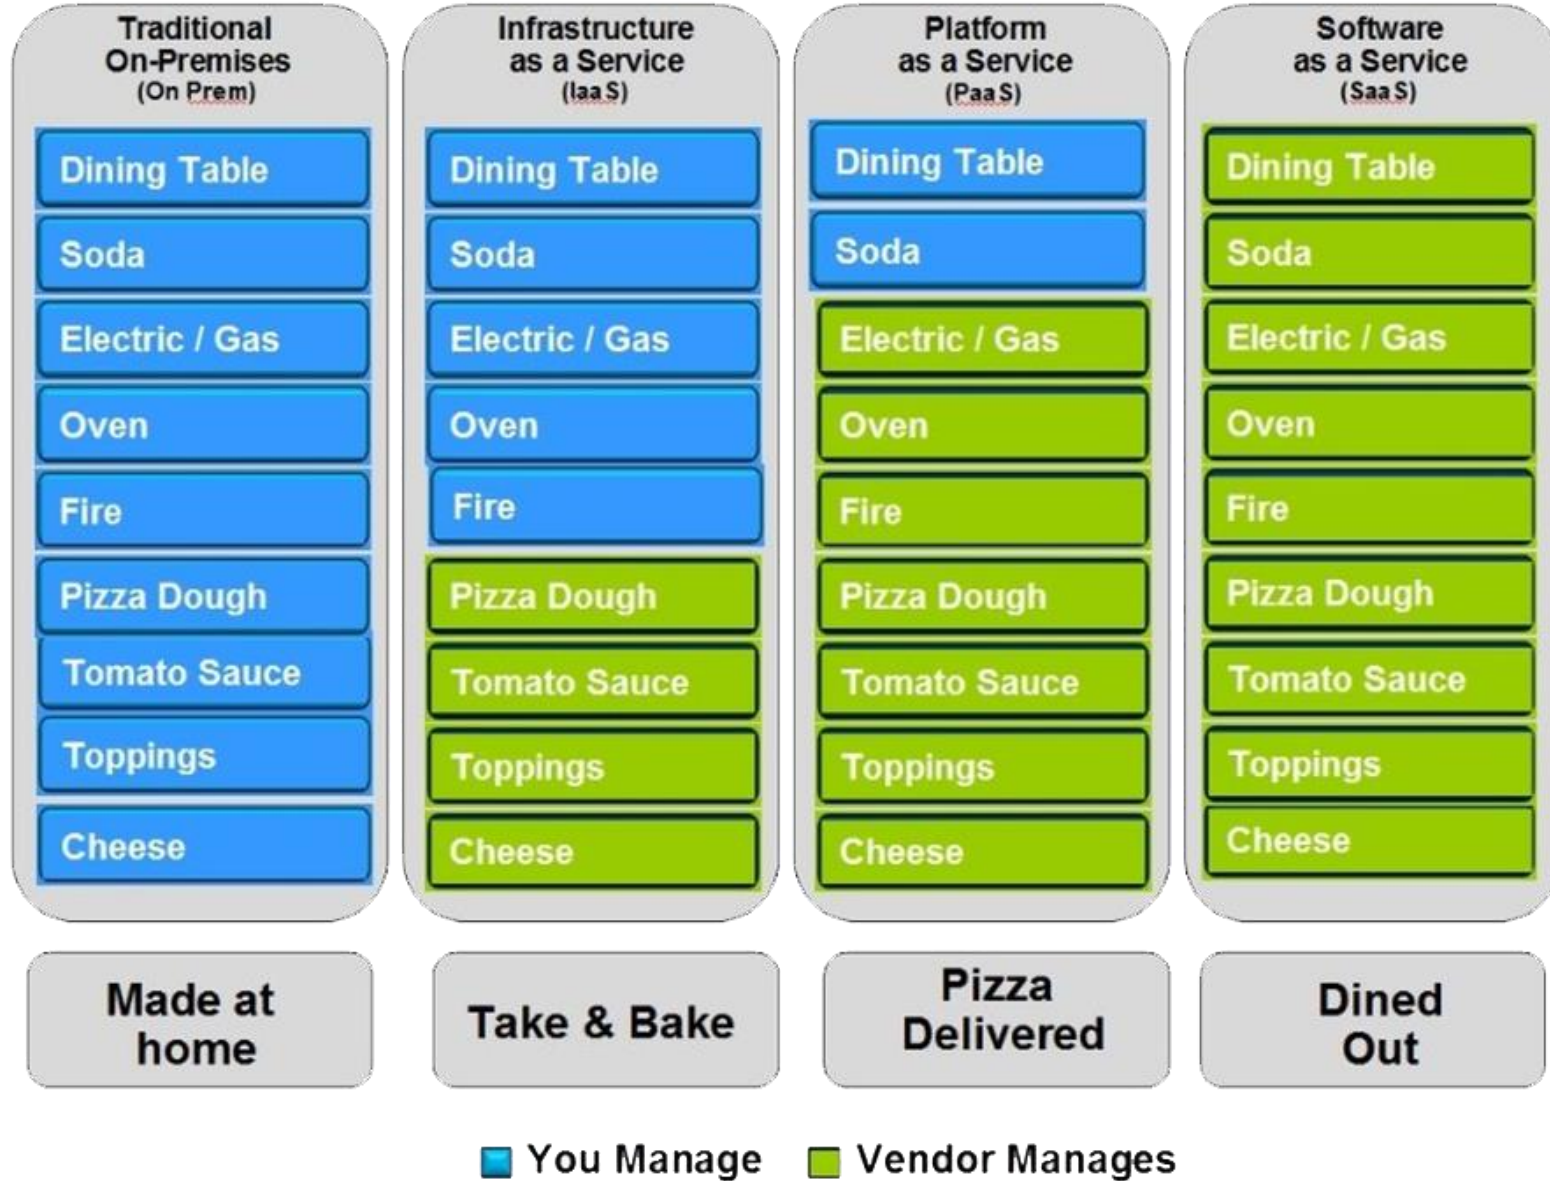 Traditional
On-Premises
(On Prem)
Dining Table
Soda
Electric / Gas
Oven
Fire
Pizza Dough
Tomato Sauce
Toppings
Cheese
Made at
home
Infrastructure
as a Service
(IaaS)
Dining Table
Soda
Electric / Gas
Oven
Fire
Pizza Dough
Tomato Sauce
Toppings
Cheese
Take & Bake
Platform
as a Service
(PaaS)
Dining Table
Soda
Electric / Gas
Oven
Fire
Pizza Dough
Tomato Sauce
Toppings
Cheese
Pizza
Delivered
Software
as a Service
(SaaS)
Dining Table
Soda
Electric / Gas
Oven
Fire
Pizza Dough
Tomato Sauce
Toppings
Cheese
Dined
Out
You Manage
Vendor Manages